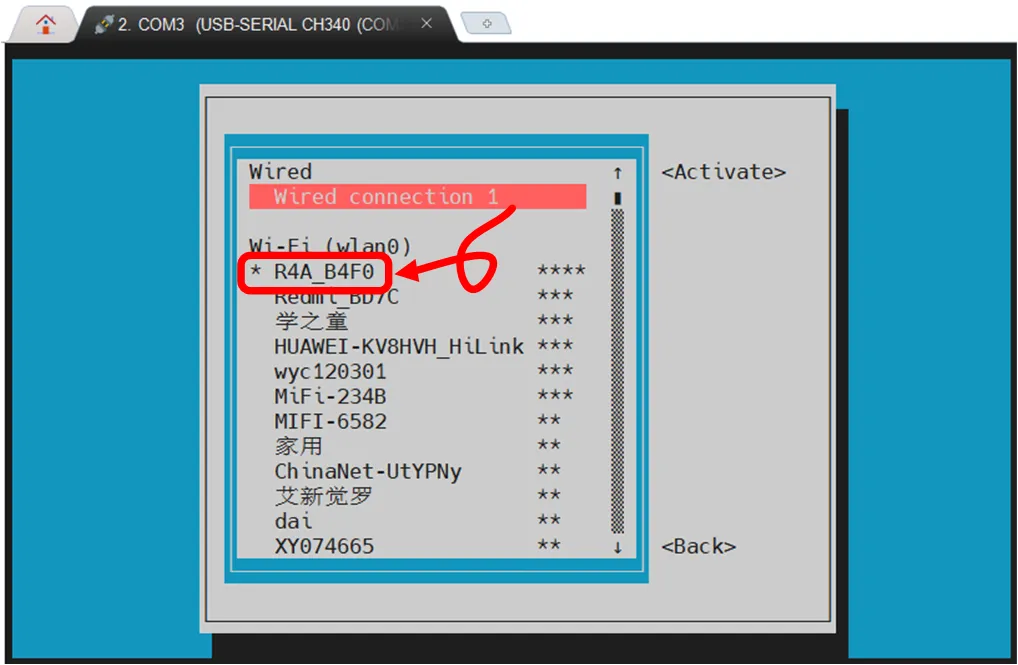 2. COM3 (USB-SERIAL CH340 (COM
Wired ↑ <Activate>
Wired connection 1
Wi-Fi (wlan0)
* R4A_B4F0 ****
Redmi_BD7C ***
学之童 ***
HUAWEI-KV8HVH_HiLink ***
wyc120301 ***
MiFi-234B ***
MIFI-6582 **
家用 **
ChinaNet-UtYPNy **
艾新觉罗 **
dai **
XY074665 ** ↓ <Back>